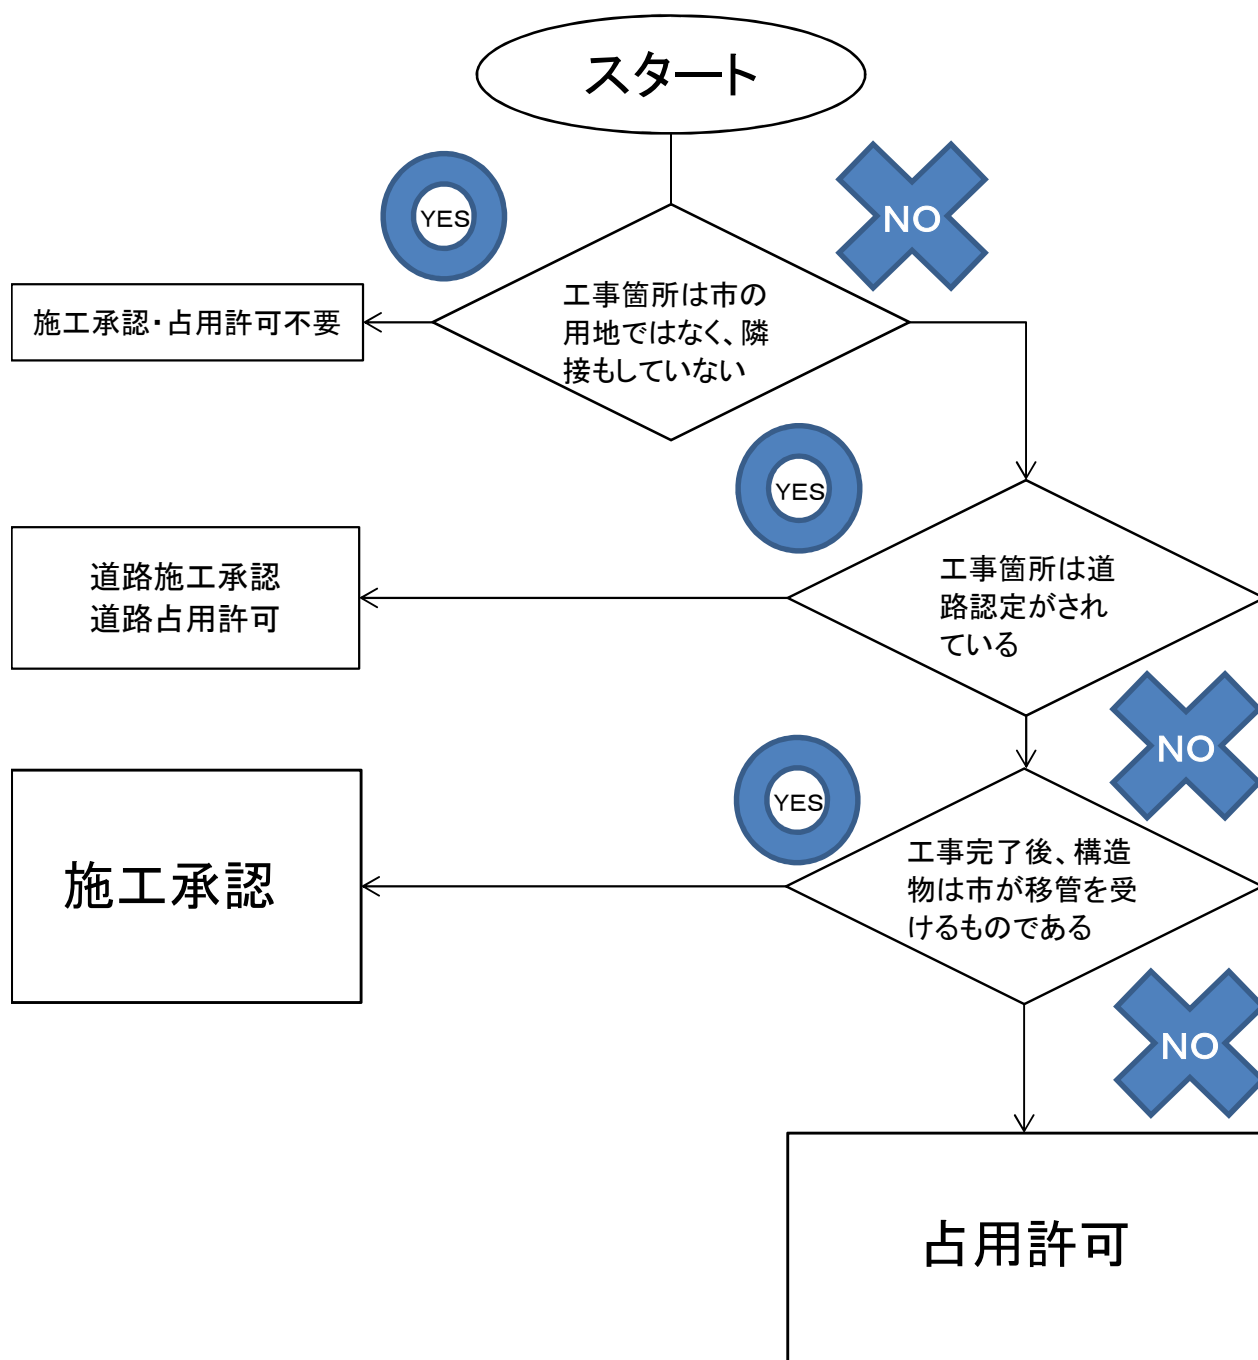 スタート
YES
NO
工事箇所は市の
用地ではなく、隣
接もしていない
施工承認・占用許可不要
YES
工事箇所は道
路認定がされ
ている
道路施工承認
道路占用許可
NO
YES
工事完了後、構造
物は市が移管を受
けるものである
施工承認
NO
占用許可